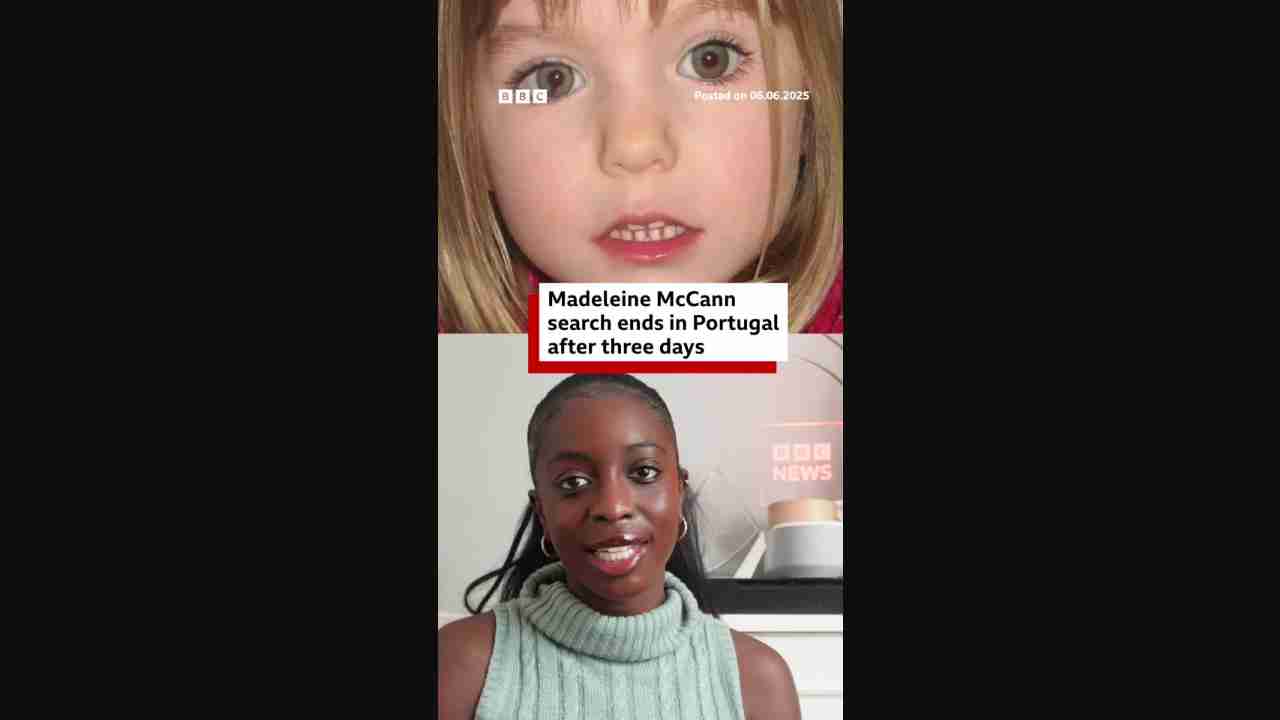 BBC
Posted on 06.06.2025
Madeleine McCann
search ends in Portugal
after three days
BBC
NEWS